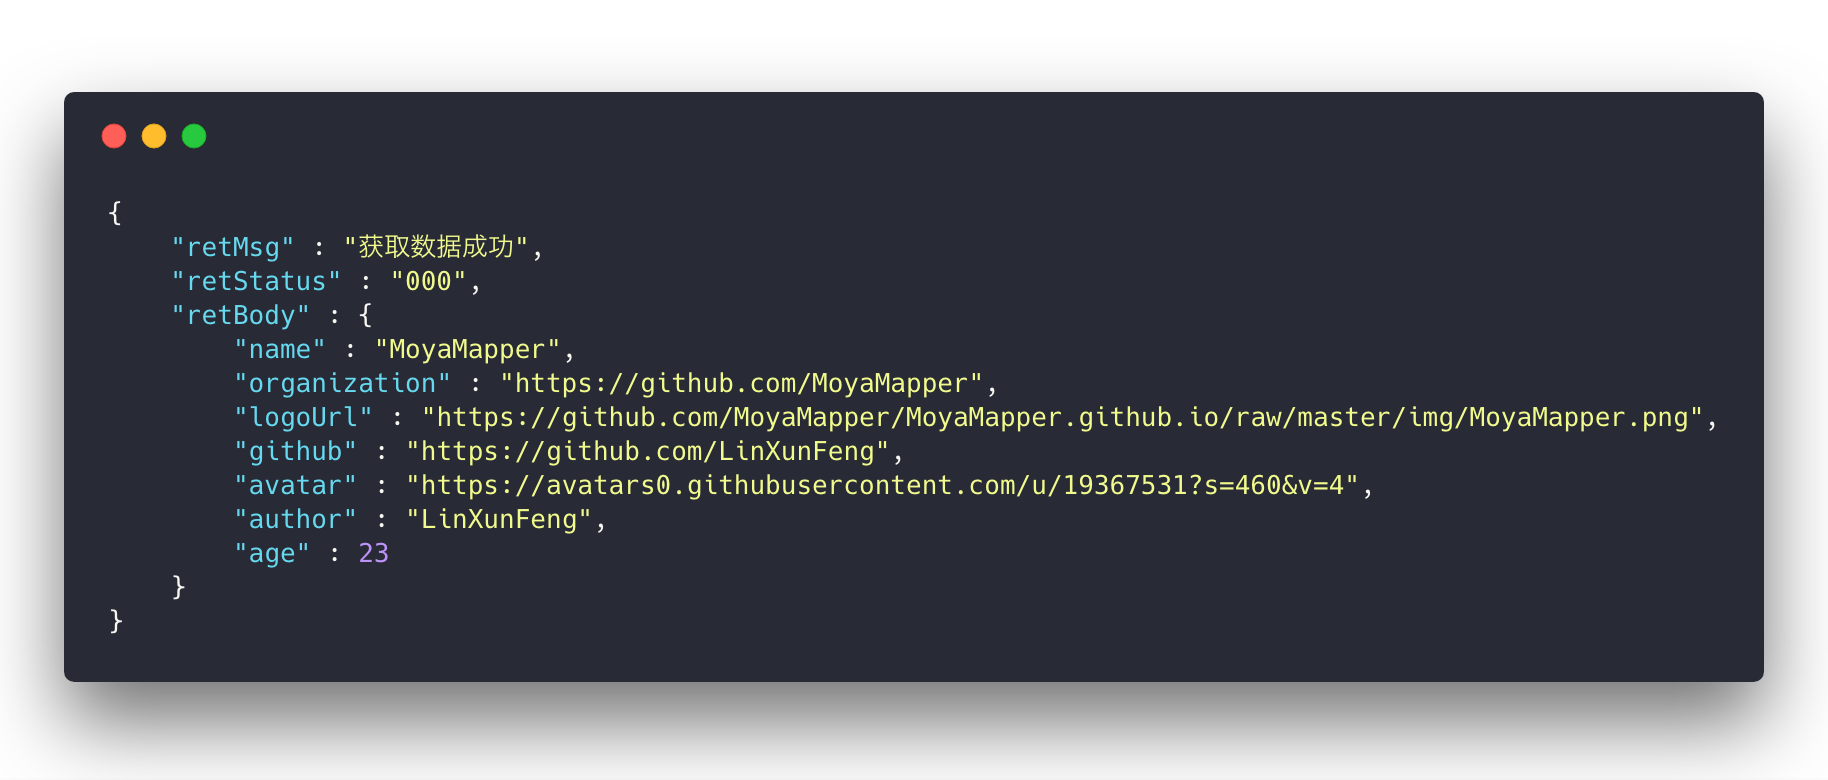 {
    "retMsg" : "获取数据成功",
    "retStatus" : "000",
    "retBody" : {
        "name" : "MoyaMapper",
        "organization" : "https://github.com/MoyaMapper",
        "logoUrl" : "https://github.com/MoyaMapper/MoyaMapper.github.io/raw/master/img/MoyaMapper.png",
        "github" : "https://github.com/LinXunFeng",
        "avatar" : "https://avatars0.githubusercontent.com/u/19367531?s=460&v=4",
        "author" : "LinXunFeng",
        "age" : 23
    }
}